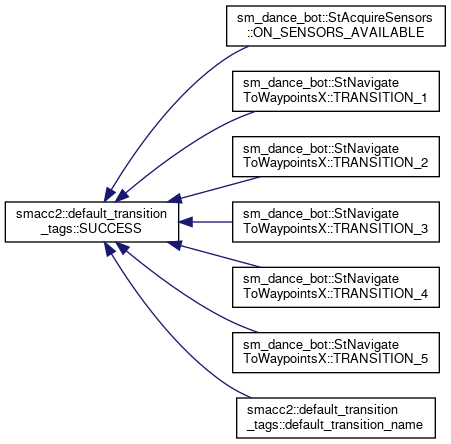 sm_dance_bot::StAcquireSensors
::ON_SENSORS_AVAILABLE
sm_dance_bot::StNavigate
ToWaypointsX::TRANSITION_1
sm_dance_bot::StNavigate
ToWaypointsX::TRANSITION_2
smacc2::default_transition
_tags::SUCCESS
sm_dance_bot::StNavigate
ToWaypointsX::TRANSITION_3
sm_dance_bot::StNavigate
ToWaypointsX::TRANSITION_4
sm_dance_bot::StNavigate
ToWaypointsX::TRANSITION_5
smacc2::default_transition
_tags::default_transition_name